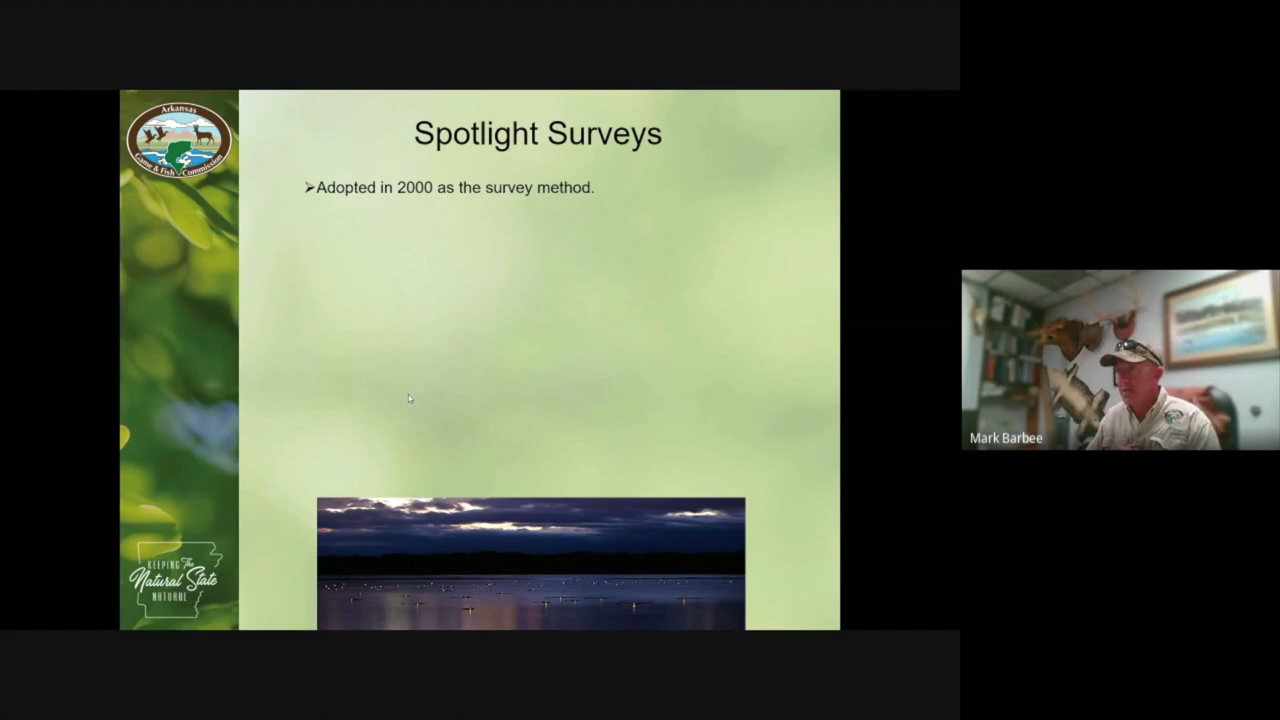 Arkansas
Game & Fish Commission
Spotlight Surveys
➢Adopted in 2000 as the survey method.
KEEPING The
Natural State
NATURAL
Mark Barbee